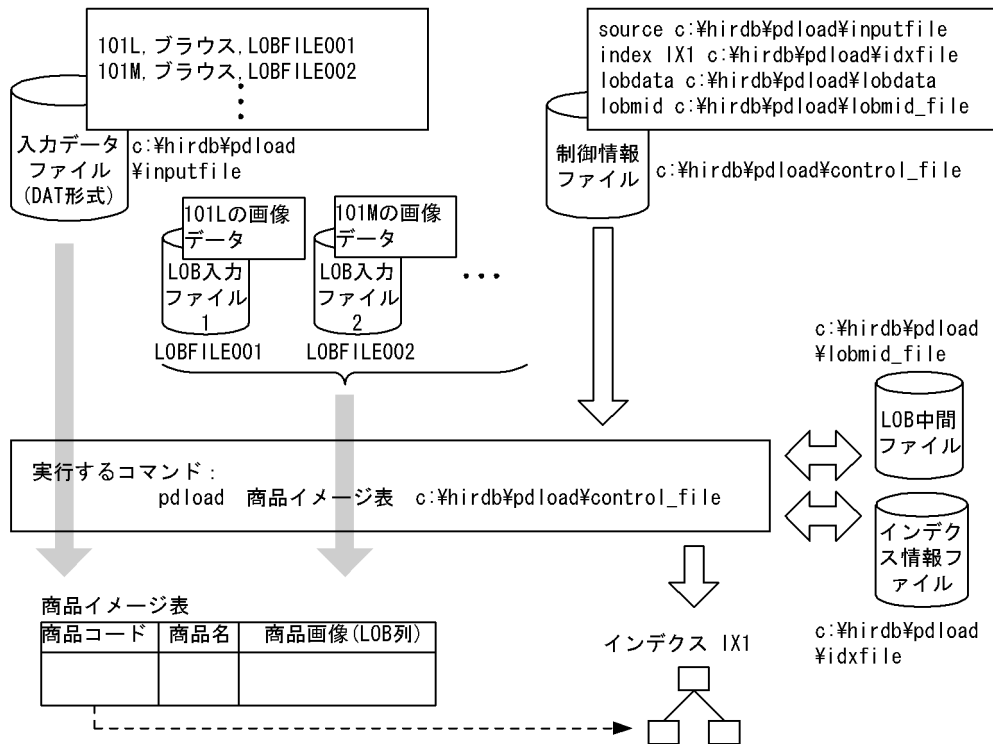 101L, ブラウス, LOBFILE001
101M, ブラウス, LOBFILE002
入力データ
ファイル
(DAT形式)
c:¥hirdb¥pdload
¥inputfile
source c:¥hirdb¥pdload¥inputfile
index IX1 c:¥hirdb¥pdload¥idxfile
lobdata c:¥hirdb¥pdload¥lobdata
lobmid c:¥hirdb¥pdload¥lobmid_file
制御情報
ファイル
c:¥hirdb¥pdload¥control_file
101Lの画像
データ
LOB入力
ファイル
1
LOBFILE001
101Mの画像
データ
LOB入力
ファイル
2
LOBFILE002
...
c:¥hirdb¥pdload
¥lobmid_file
LOB中間
ファイル
実行するコマンド：
pdload 商品イメージ表 c:¥hirdb¥pdload¥control_file
インデク
ス情報フ
ァイル
c:¥hirdb¥pdload
¥idxfile
商品イメージ表
商品コード 商品名 商品画像(LOB列)
インデクス IX1